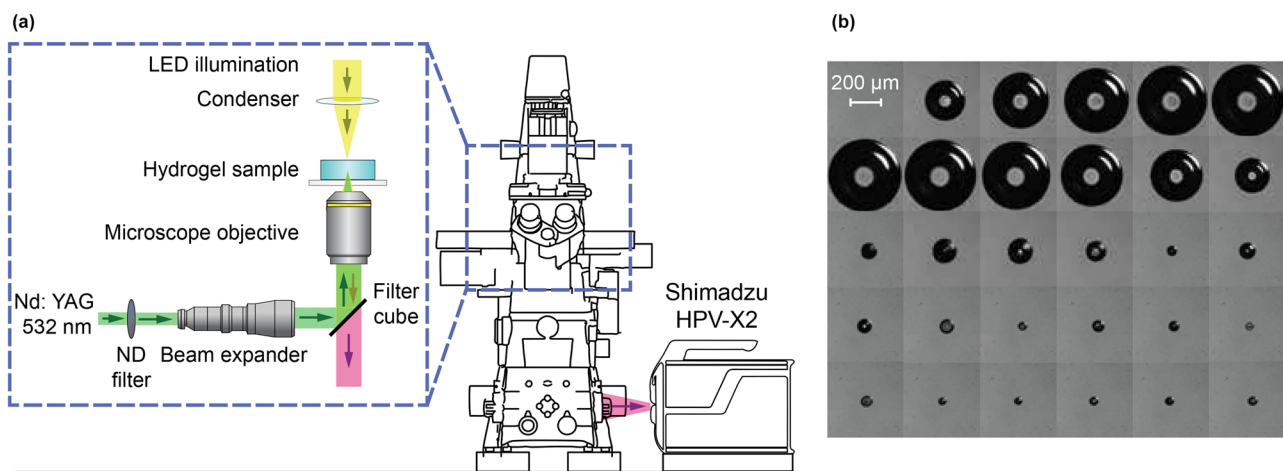 (a)
LED illumination
Condenser
Hydrogel sample
Microscope objective
Nd: YAG
532 nm
ND
filter
Beam expander
Filter
cube
Shimadzu
HPV-X2
(b)
200 µm